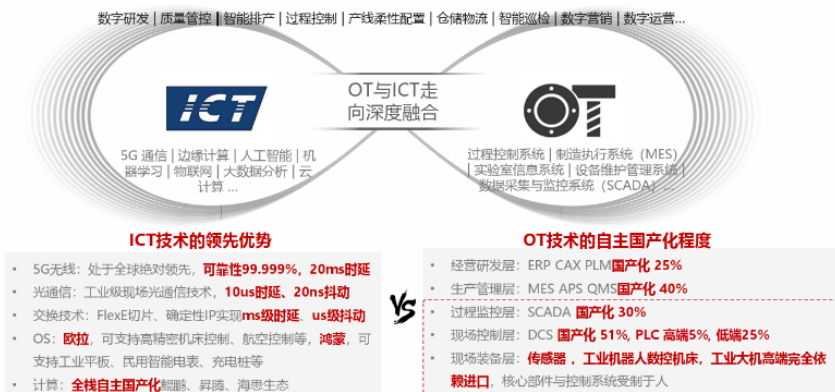 数字研发 | 质量管控 | 智能排产 | 过程控制 | 产线柔性配置 | 仓储物流 | 智能巡检 | 数字营销 | 数字运营...
ICT
OT与ICT走
向深度融合
OT
5G 通信 | 边缘计算 | 人工智能 | 机
器学习 | 物联网 | 大数据分析 | 云
计算 ...
过程控制系统 | 制造执行系统（MES）
| 实验室信息系统 | 设备维护管理系统 |
数据采集与监控系统（SCADA）...
ICT技术的领先优势
• 5G无线：处于全球绝对领先，可靠性99.999%，20ms时延
• 光通信：工业级现场光通信技术，10us时延、20ns抖动
• 交换技术：FlexE切片、确定性IP实现ms级时延、us级抖动
• OS：欧拉，可支持高精密机床控制、航空控制等，鸿蒙，可
支持工业平板、民用智能电表、充电桩等
• 计算：全栈自主国产化鲲鹏、昇腾、海思生态
VS
OT技术的自主国产化程度
• 经营研发层：ERP CAX PLM国产化 25%
• 生产管理层：MES APS QMS国产化 40%
• 过程监控层：SCADA 国产化 30%
• 现场控制层：DCS 国产化 51%, PLC 高端5%, 低端25%
• 现场装备层：传感器 ，工业机器人数控机床，工业大机高端完全依
赖进口，核心部件与控制系统受制于人